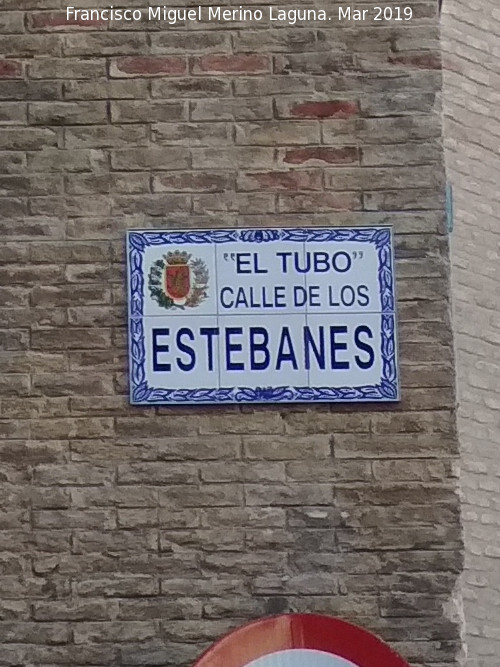 Francisco Miguel Merino Laguna. Mar 2019
"EL TUBO"
CALLE DE LOS
ESTEBANES